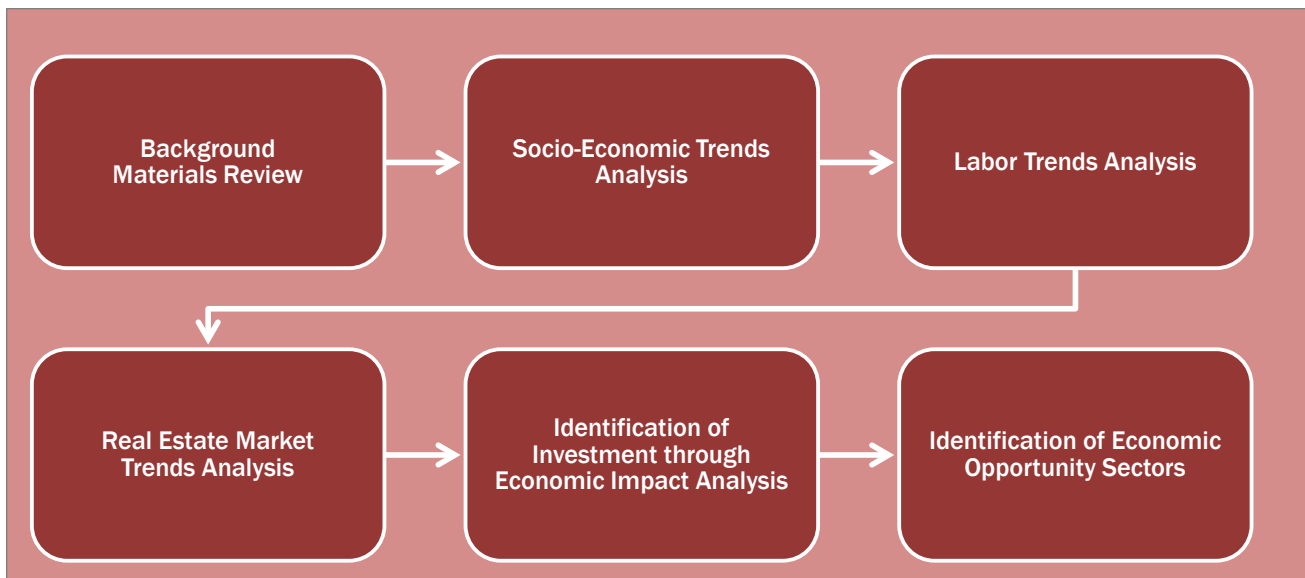 Background
Materials Review
Socio-Economic Trends
Analysis
Labor Trends Analysis
Real Estate Market
Trends Analysis
Identification of
Investment through
Economic Impact Analysis
Identification of Economic
Opportunity Sectors